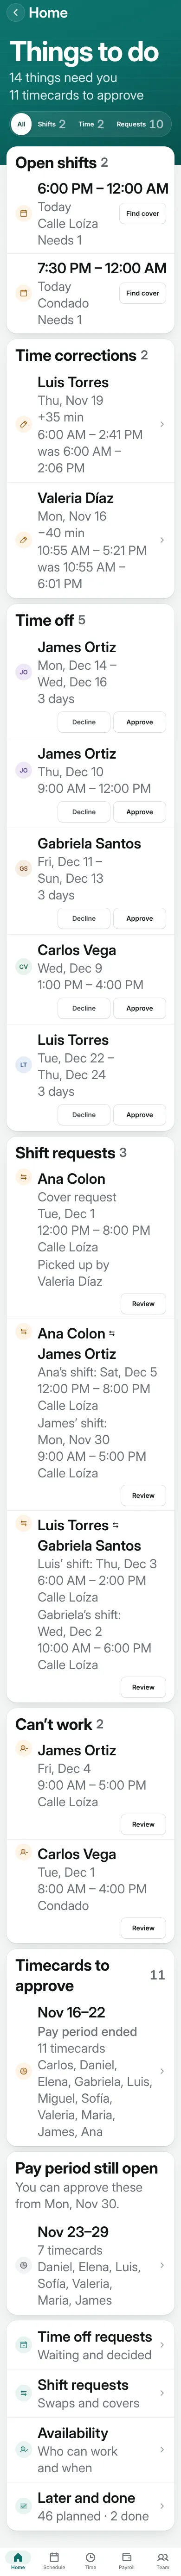 Home
Things to do
14 things need you
11 timecards to approve
All Shifts 2 Time 2 Requests 10
Open shifts 2
6:00 PM – 12:00 AM
Today
Calle Loíza
Needs 1
Find cover
7:30 PM – 12:00 AM
Today
Condado
Needs 1
Find cover
Time corrections 2
Luis Torres
Thu, Nov 19
+35 min
6:00 AM – 2:41 PM
was 6:00 AM –
2:06 PM
Valeria Díaz
Mon, Nov 16
−40 min
10:55 AM – 5:21 PM
was 10:55 AM –
6:01 PM
Time off 5
JO
James Ortiz
Mon, Dec 14 –
Wed, Dec 16
3 days
Decline Approve
JO
James Ortiz
Thu, Dec 10
9:00 AM – 12:00 PM
Decline Approve
GS
Gabriela Santos
Fri, Dec 11 –
Sun, Dec 13
3 days
Decline Approve
CV
Carlos Vega
Wed, Dec 9
1:00 PM – 4:00 PM
Decline Approve
LT
Luis Torres
Tue, Dec 22 –
Thu, Dec 24
3 days
Decline Approve
Shift requests 3
Ana Colon
Cover request
Tue, Dec 1
12:00 PM – 8:00 PM
Calle Loíza
Picked up by
Valeria Díaz
Review
Ana Colon ⇆
James Ortiz
Ana's shift: Sat, Dec 5
12:00 PM – 8:00 PM
Calle Loíza
James' shift:
Mon, Nov 30
9:00 AM – 5:00 PM
Calle Loíza
Review
Luis Torres ⇆
Gabriela Santos
Luis' shift: Thu, Dec 3
6:00 AM – 2:00 PM
Calle Loíza
Gabriela's shift:
Wed, Dec 2
10:00 AM – 6:00 PM
Calle Loíza
Review
Can't work 2
James Ortiz
Fri, Dec 4
9:00 AM – 5:00 PM
Calle Loíza
Review
Carlos Vega
Tue, Dec 1
8:00 AM – 4:00 PM
Condado
Review
Timecards to
approve
11
Nov 16–22
Pay period ended
11 timecards
Carlos, Daniel,
Elena, Gabriela, Luis,
Miguel, Sofía,
Valeria, Maria,
James, Ana
Pay period still open
You can approve these
from Mon, Nov 30.
Nov 23–29
7 timecards
Daniel, Elena, Luis,
Sofía, Valeria,
Maria, James
Time off requests
Waiting and decided
Shift requests
Swaps and covers
Availability
Who can work
and when
Later and done
46 planned · 2 done
Home Schedule Time Payroll Team